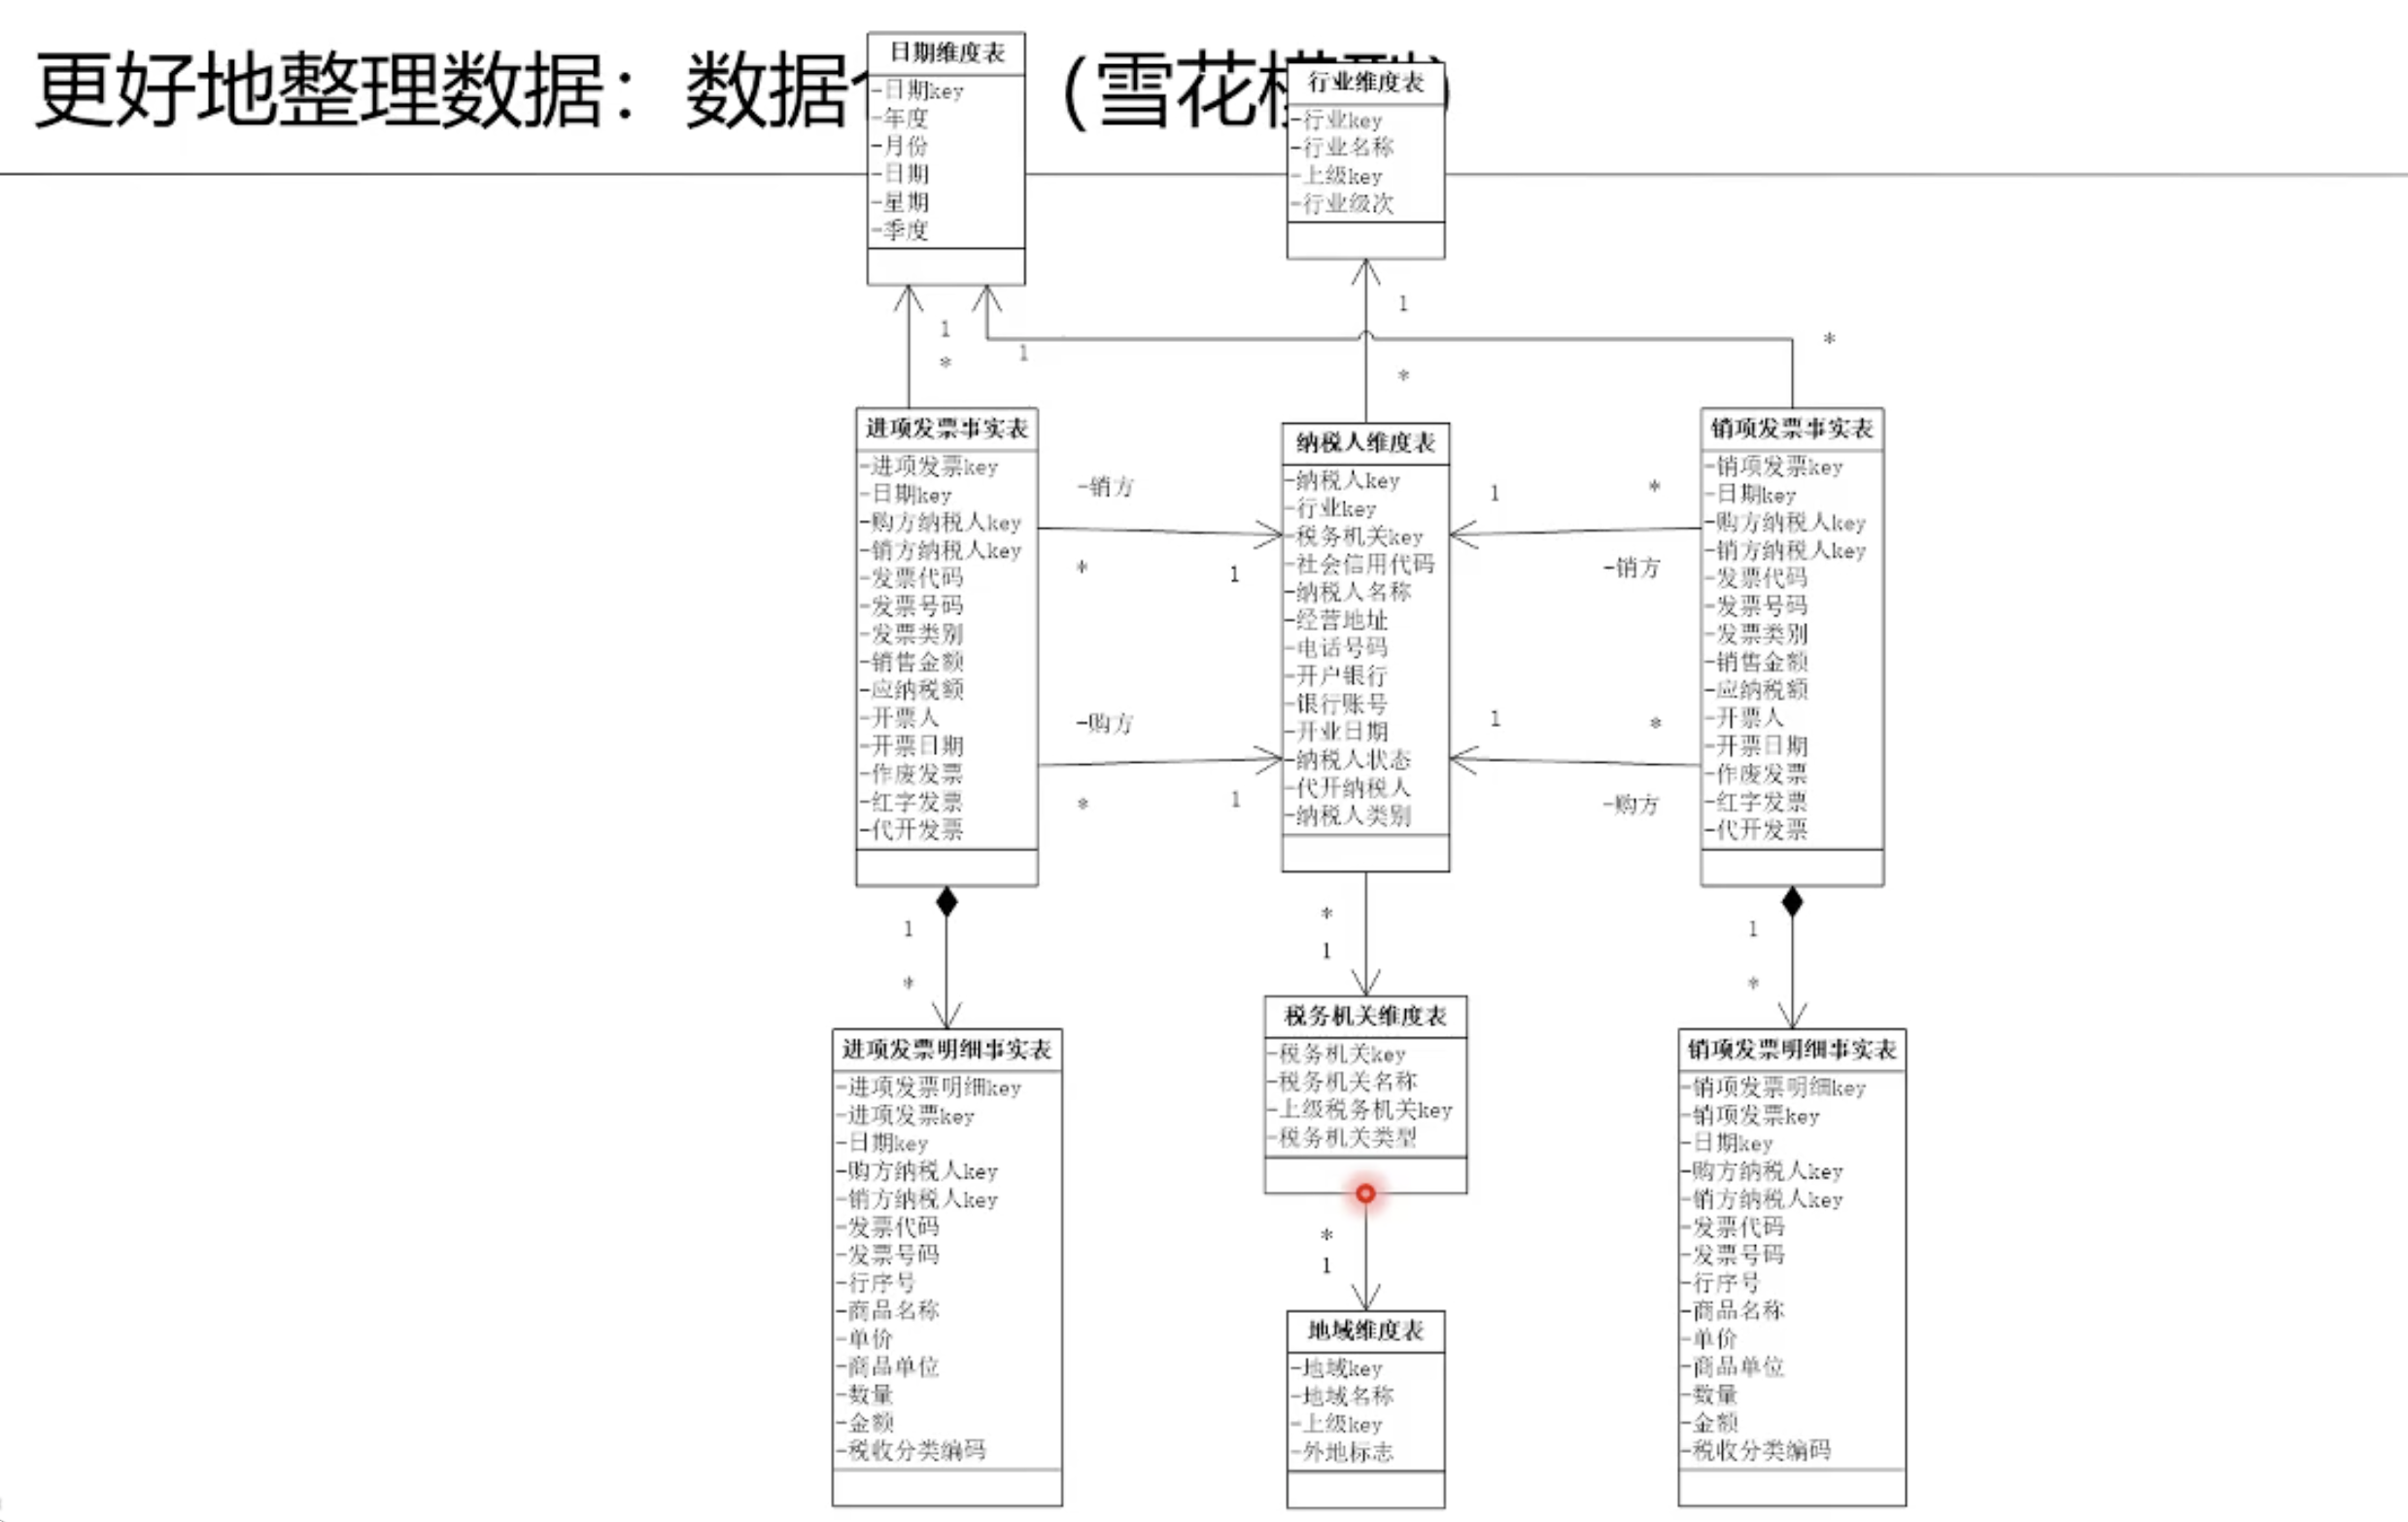 更好地整理数据：数据（雪花
日期维度表
-日期key
-年度
-月份
-日期
-星期
-季度
行业维度表
-行业key
-行业名称
-上级key
-行业级次
1
*
1
1
*
*
进项发票事实表
-进项发票key
-日期key
-购方纳税人key
-销方纳税人key
-发票代码
-发票号码
-发票类别
-销售金额
-应纳税额
-开票人
-开票日期
-作废发票
-红字发票
-代开发票
-销方
*
1
-购方
*
1
纳税人维度表
-纳税人key
-行业key
-税务机关key
-社会信用代码
-纳税人名称
-经营地址
-电话号码
-开户银行
-银行账号
-开业日期
-纳税人状态
-代开纳税人
-纳税人类别
1
*
-销方
1
*
-购方
销项发票事实表
-销项发票key
-日期key
-购方纳税人key
-销方纳税人key
-发票代码
-发票号码
-发票类别
-销售金额
-应纳税额
-开票人
-开票日期
-作废发票
-红字发票
-代开发票
1
*
*
1
1
*
进项发票明细事实表
-进项发票明细key
-进项发票key
-日期key
-购方纳税人key
-销方纳税人key
-发票代码
-发票号码
-行序号
-商品名称
-单价
-商品单位
-数量
-金额
-税收分类编码
税务机关维度表
-税务机关key
-税务机关名称
-上级税务机关key
-税务机关类型
*
1
地域维度表
-地域key
-地域名称
-上级key
-外地标志
销项发票明细事实表
-销项发票明细key
-销项发票key
-日期key
-购方纳税人key
-销方纳税人key
-发票代码
-发票号码
-行序号
-商品名称
-单价
-商品单位
-数量
-金额
-税收分类编码